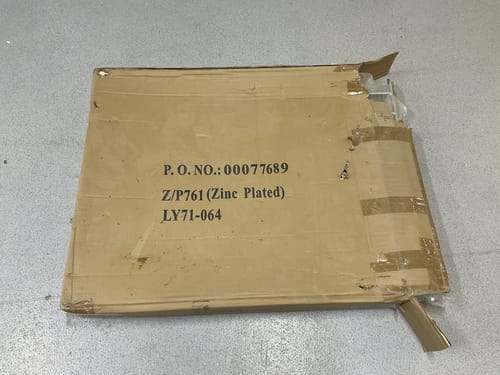 P. O. NO.: 00077689
Z/P761 (Zinc Plated)
LY71-064